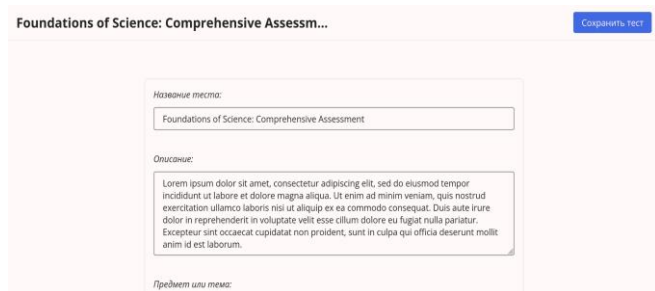 Foundations of Science: Comprehensive Assessm...
Сохранить тест
Название теста:
Foundations of Science: Comprehensive Assessment
Описание:
Lorem ipsum dolor sit amet, consectetur adipiscing elit, sed do eiusmod tempor
incididunt ut labore et dolore magna aliqua. Ut enim ad minim veniam, quis nostrud
exercitation ullamco laboris nisi ut aliquip ex ea commodo consequat. Duis aute irure
dolor in reprehenderit in voluptate velit esse cillum dolore eu fugiat nulla pariatur.
Excepteur sint occaecat cupidatat non proident, sunt in culpa qui officia deserunt mollit
anim id est laborum.
Предмет или тема: